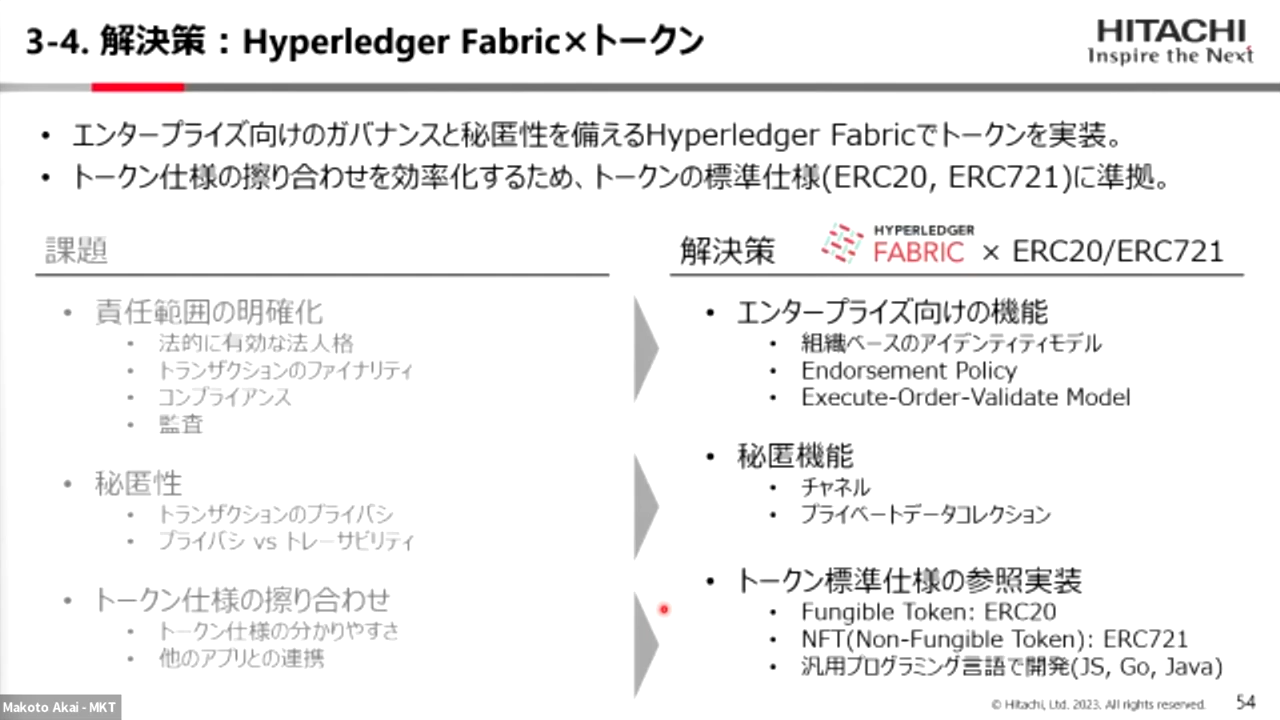 3-4. 解決策：Hyperledger Fabric×トークン
HITACHI
Inspire the Next
• エンタープライズ向けのガバナンスと秘匿性を備えるHyperledger Fabricでトークンを実装。
• トークン仕様の擦り合わせを効率化するため、トークンの標準仕様(ERC20, ERC721)に準拠。
課題
• 責任範囲の明確化
• 法的に有効な法人格
• トランザクションのファイナリティ
• コンプライアンス
• 監査
• 秘匿性
• トランザクションのプライバシ
• プライバシ vs トレーサビリティ
• トークン仕様の擦り合わせ
• トークン仕様の分かりやすさ
• 他のアプリとの連携
解決策 HYPERLEDGER FABRIC × ERC20/ERC721
• エンタープライズ向けの機能
• 組織ベースのアイデンティティモデル
• Endorsement Policy
• Execute-Order-Validate Model
• 秘匿機能
• チャネル
• プライベートデータコレクション
• トークン標準仕様の参照実装
• Fungible Token: ERC20
• NFT(Non-Fungible Token): ERC721
• 汎用プログラミング言語で開発(JS, Go, Java)
Makoto Akai - MKT
© Hitachi, Ltd. 2023. All rights reserved. 54